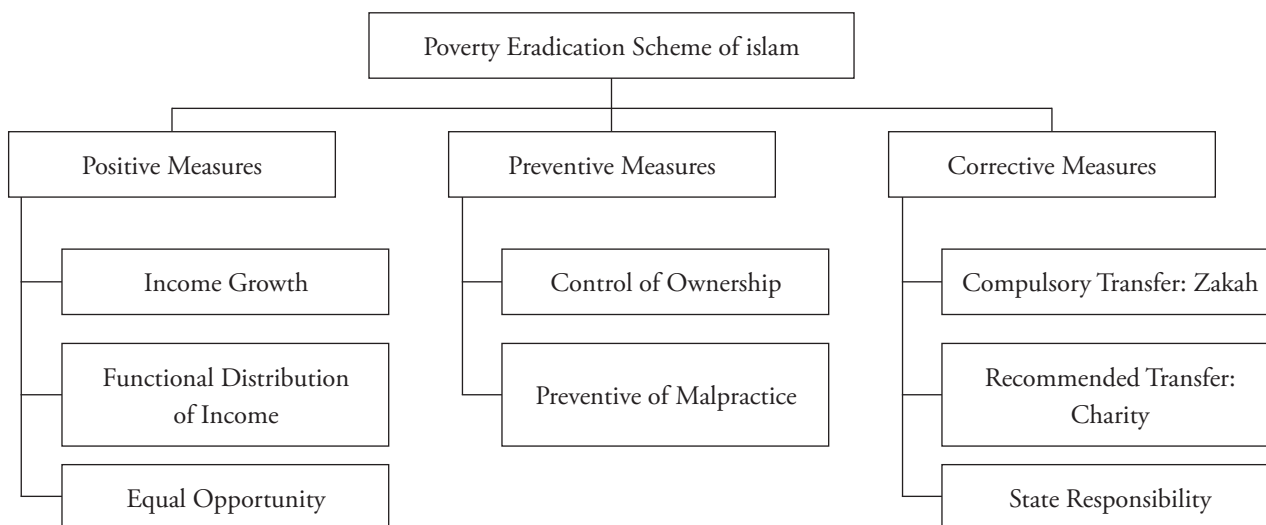 Poverty Eradication Scheme of islam
Positive Measures
Preventive Measures
Corrective Measures
Income Growth
Control of Ownership
Compulsory Transfer: Zakah
Functional Distribution
of Income
Preventive of Malpractice
Recommended Transfer:
Charity
Equal Opportunity
State Responsibility